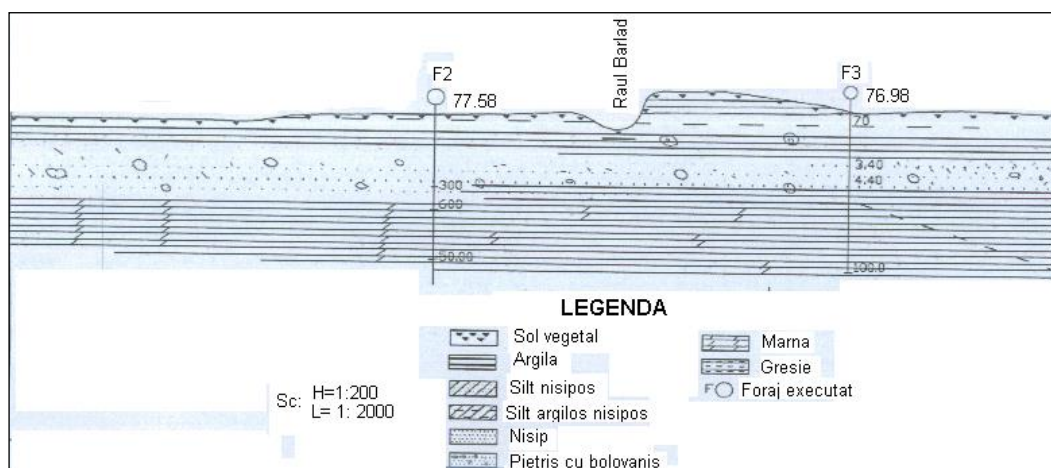 Raul Barlad
F2
77.58
F3
76.98
70
3.40
4.40
300
600
50.00
100.0
LEGENDA
Sol vegetal
Argila
Silt nisipos
Silt argilos nisipos
Nisip
Pietris cu bolovanis
Marna
Gresie
F Foraj executat
Sc: H=1:200
L= 1: 2000